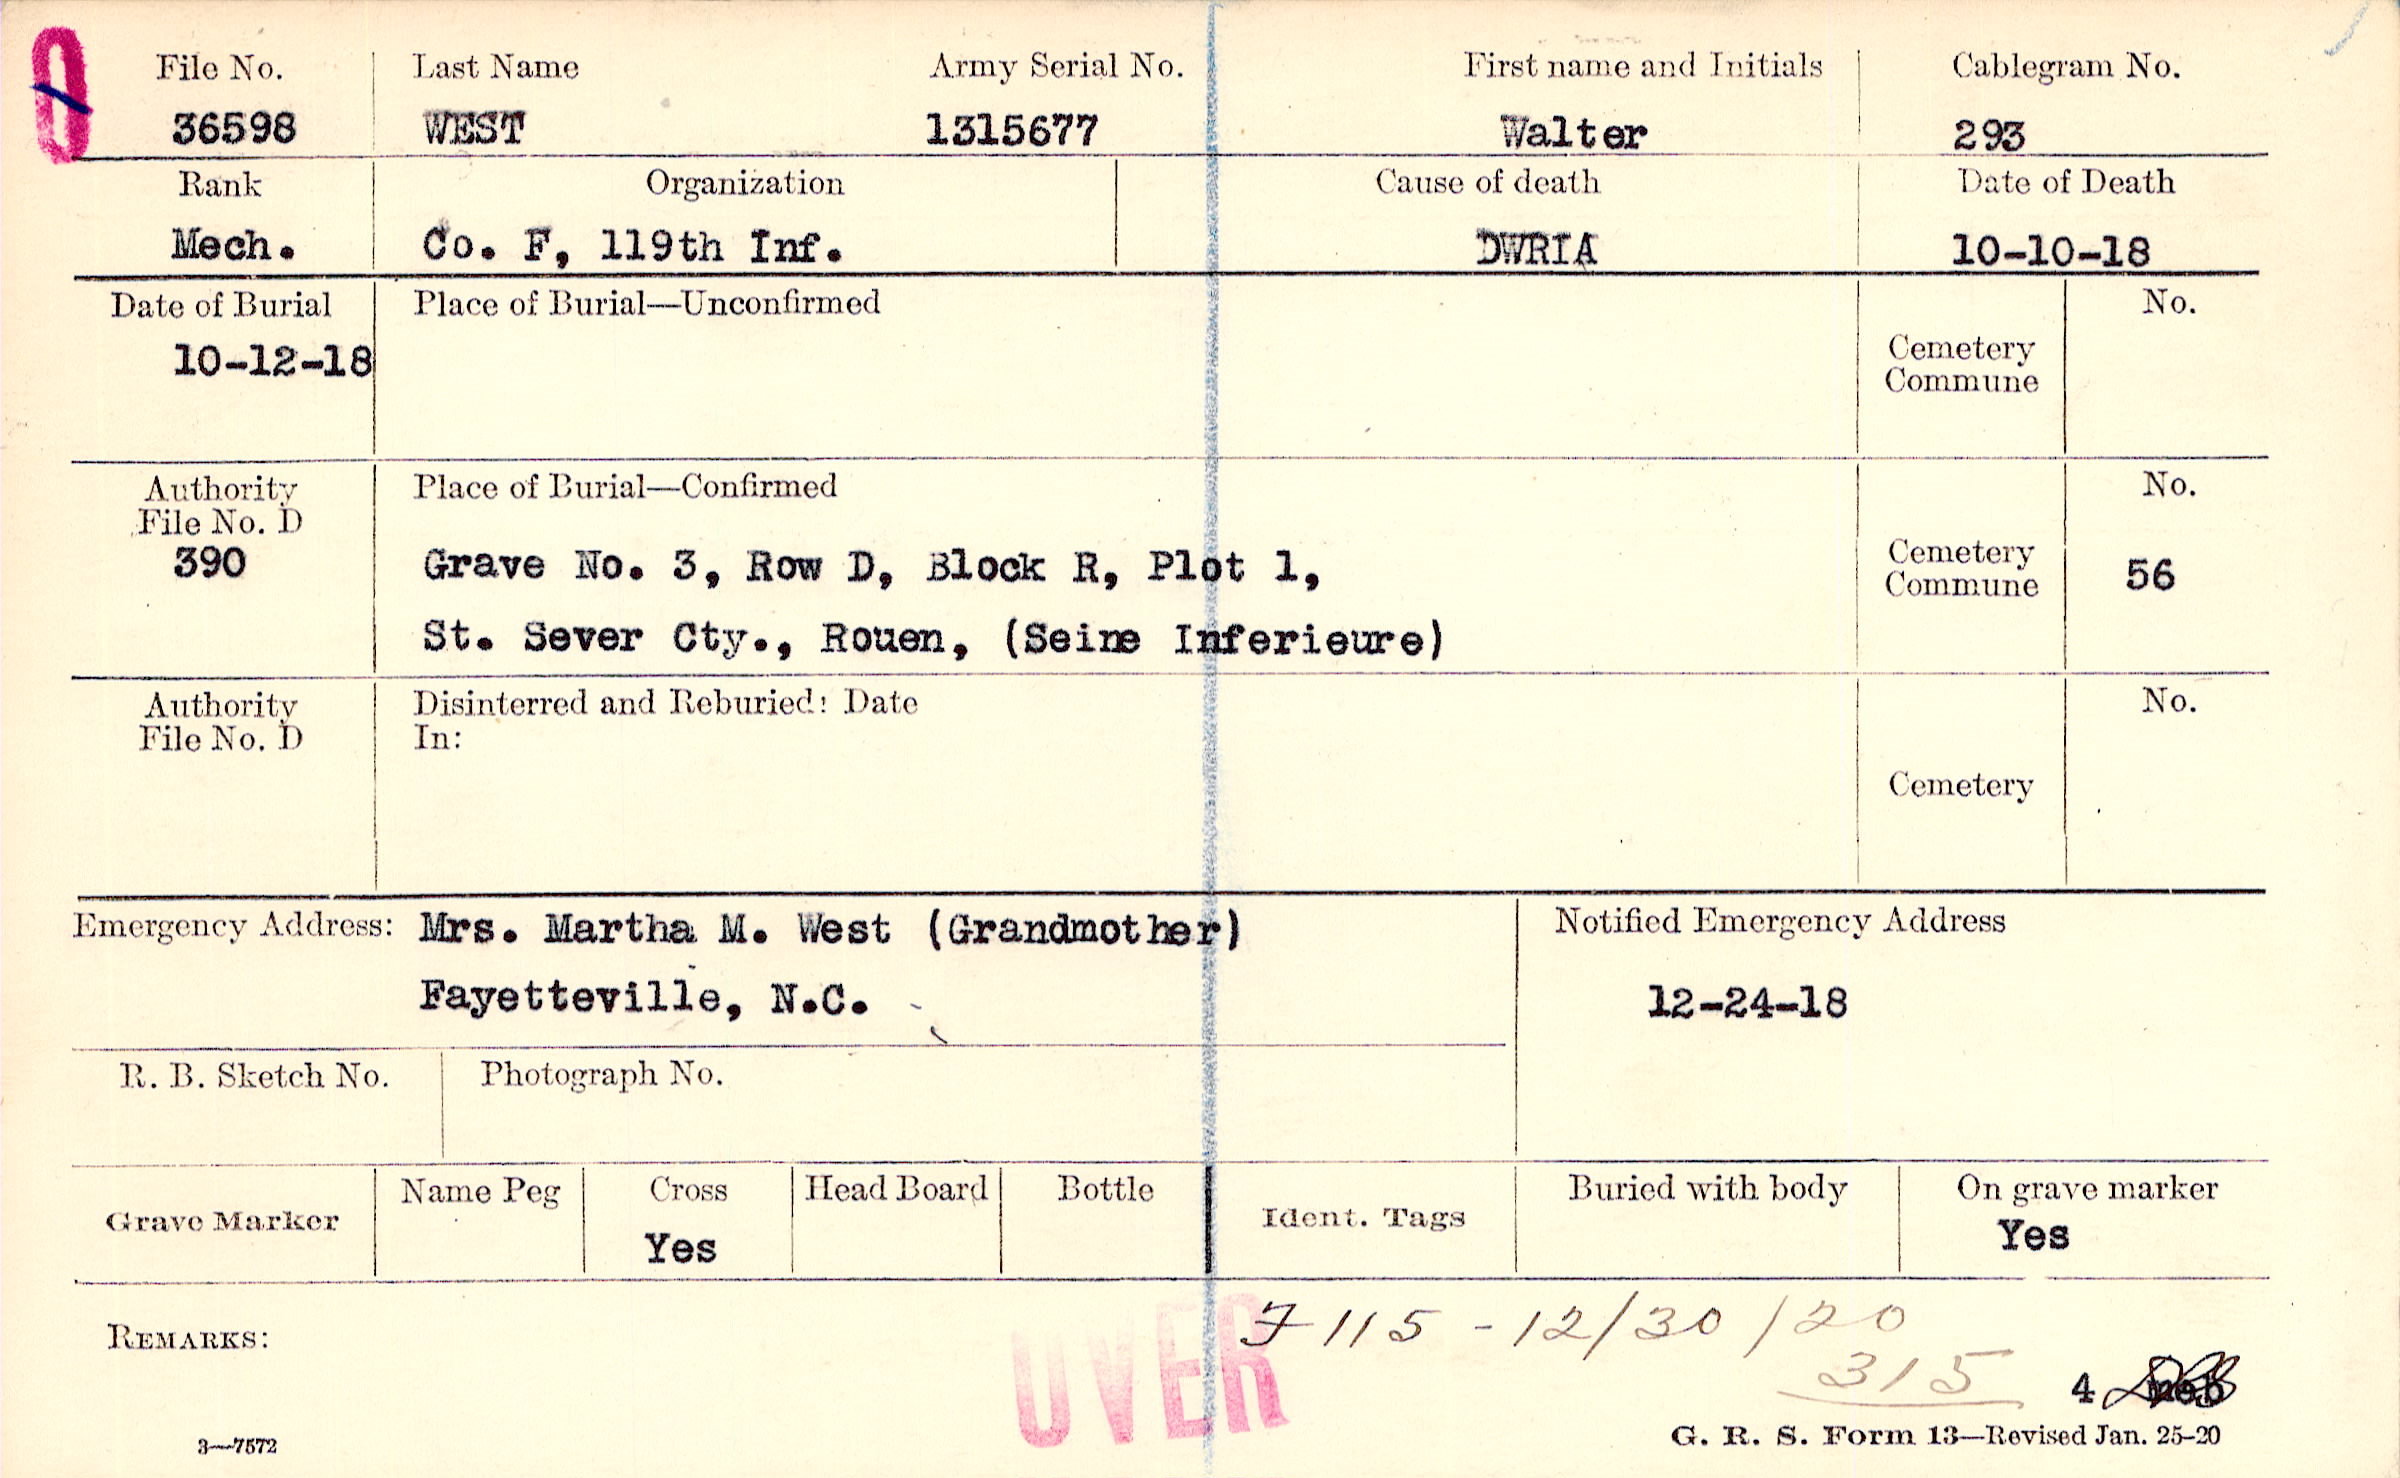 0
File No. Last Name Army Serial No. First name and Initials Cablegram No.
36598 WEST 1315677 Walter 293
Rank Organization Cause of death Date of Death
Mech. Co. F, 119th Inf. DWRIA 10-10-18
Date of Burial Place of Burial—Unconfirmed No.
10-12-18 Cemetery
Commune
Authority Place of Burial—Confirmed No.
File No. D
390 Grave No. 3, Row D, Block R, Plot 1, Cemetery
Commune 56
St. Sever Cty., Rouen, (Seine Inferieure)
Authority Disinterred and Reburied: Date No.
File No. D In:
Cemetery
Emergency Address: Mrs. Martha M. West (Grandmother) Notified Emergency Address
Fayetteville, N.C. 12-24-18
R. B. Sketch No. Photograph No.
Grave Marker Name Peg Cross Head Board Bottle Ident. Tags Buried with body On grave marker
Yes Yes
REMARKS: OVER 7 115 - 12/30/20
315
4
3—7572 G. R. S. Form 13—Revised Jan. 25-20